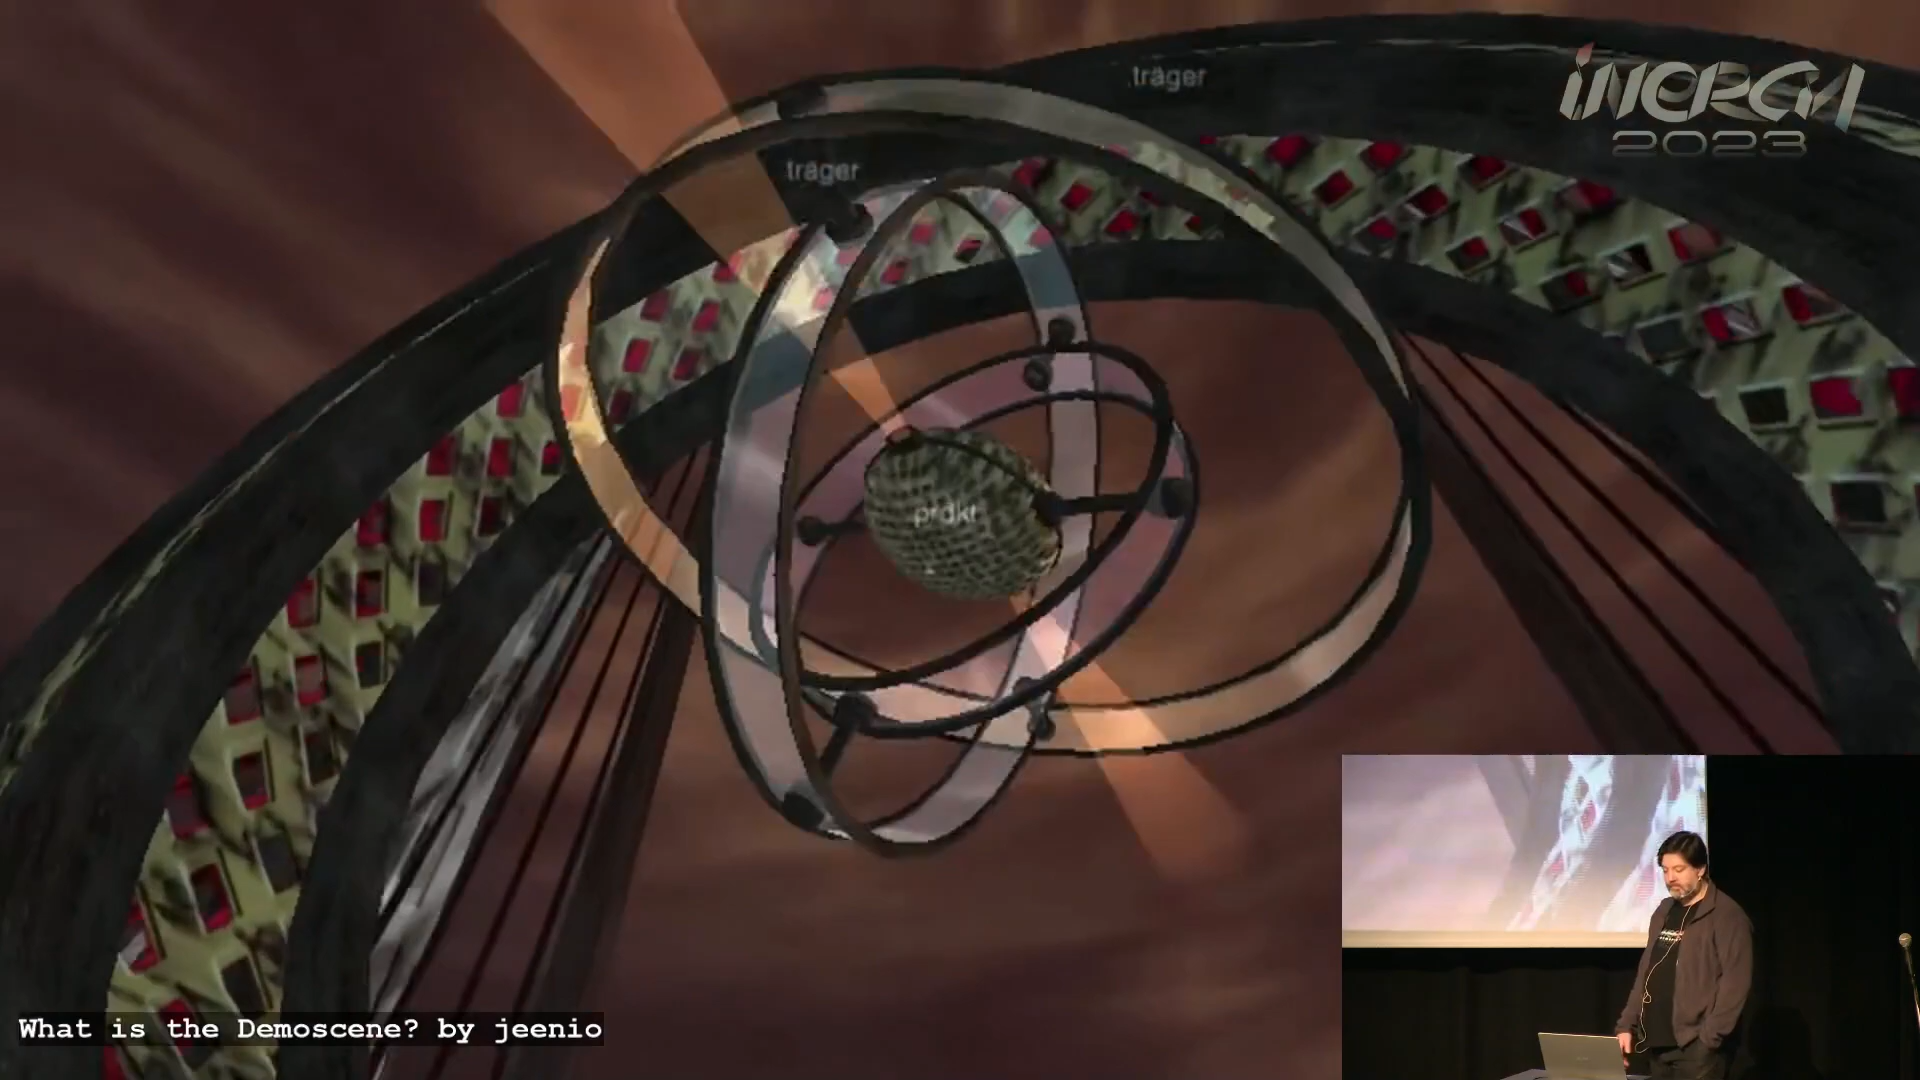 .träger
iNERCIA
2023
träger
prdkt
What is the Demoscene? by jeenio